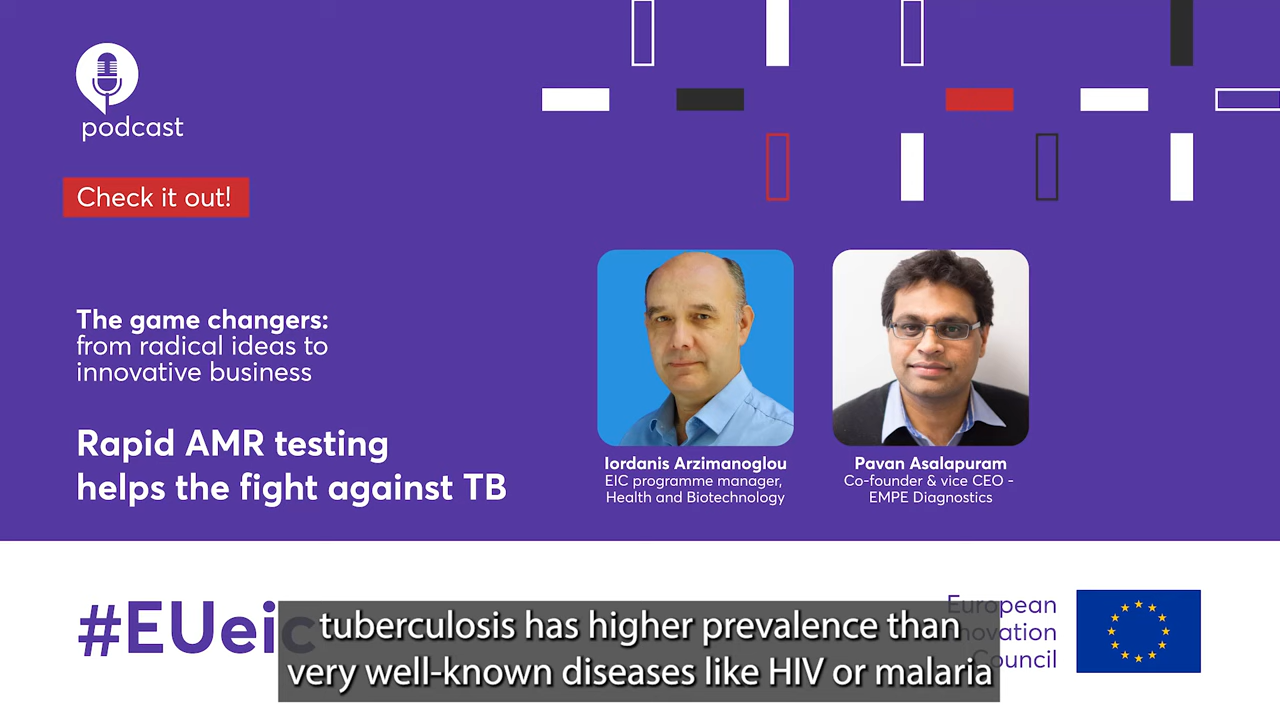 podcast
Check it out!
The game changers:
from radical ideas to
innovative business
Rapid AMR testing
helps the fight against TB
Iordanis Arzimanoglou
EIC programme manager,
Health and Biotechnology
Pavan Asalapuram
Co-founder & vice CEO -
EMPE Diagnostics
#EUeic
European
Innovation
Council
tuberculosis has higher prevalence than
very well-known diseases like HIV or malaria